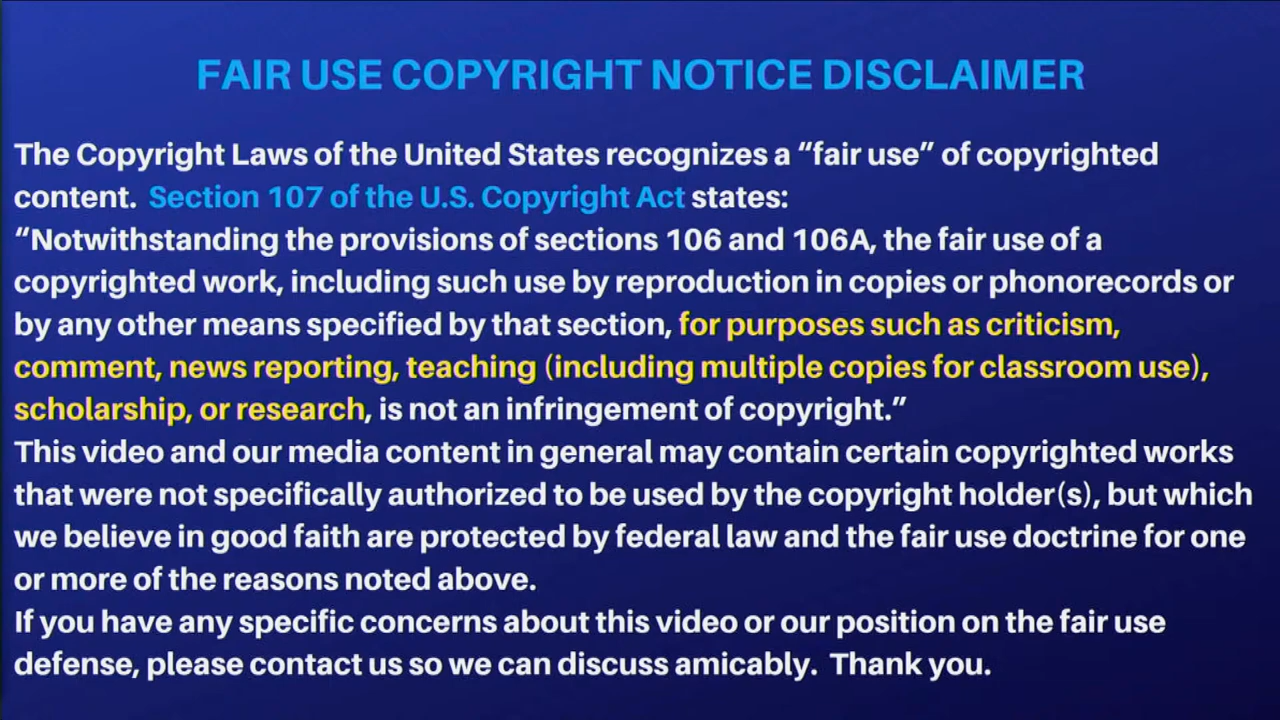 FAIR USE COPYRIGHT NOTICE DISCLAIMER
The Copyright Laws of the United States recognizes a “fair use” of copyrighted
content.  Section 107 of the U.S. Copyright Act states:
“Notwithstanding the provisions of sections 106 and 106A, the fair use of a
copyrighted work, including such use by reproduction in copies or phonorecords or
by any other means specified by that section, for purposes such as criticism,
comment, news reporting, teaching (including multiple copies for classroom use),
scholarship, or research, is not an infringement of copyright.”
This video and our media content in general may contain certain copyrighted works
that were not specifically authorized to be used by the copyright holder(s), but which
we believe in good faith are protected by federal law and the fair use doctrine for one
or more of the reasons noted above.
If you have any specific concerns about this video or our position on the fair use
defense, please contact us so we can discuss amicably.  Thank you.